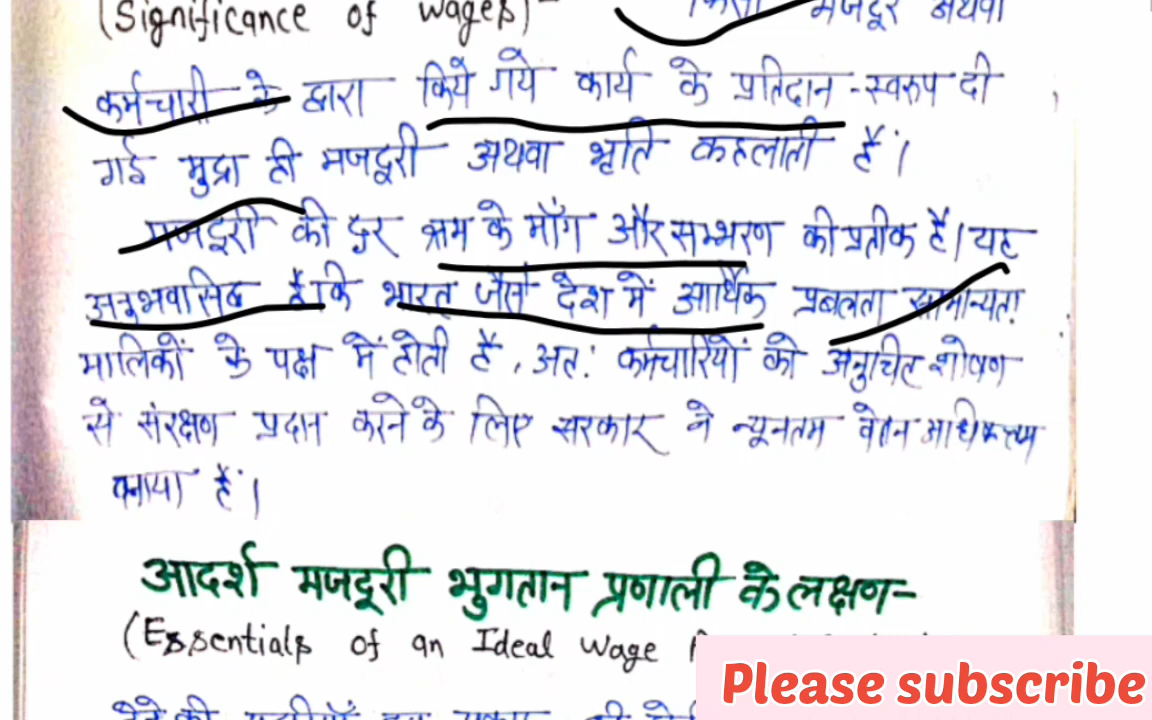 (Significance of wages)- किसी मजदूर अथवा
कर्मचारी के द्वारा किये गये कार्य के प्रतिदान-स्वरुप दी
गई मुद्रा ही मजदूरी अथवा भृति कहलाती है।
मजदूरी की दर श्रम के माँग और सम्भरण की प्रतीक है। यह
अनुभवसिद्ध है कि भारत जैसे देश में आर्थिक प्रबलता सामान्यतः
मालिकों के पक्ष में होती है, अतः कर्मचारियों को अनुचित शोषण
से संरक्षण प्रदान करने के लिए सरकार ने न्यूनतम वेतन
बनाया है।
आदर्श मजदूरी भुगतान प्रणाली के लक्षण-
(Essentials of an Ideal Wage
Please subscribe